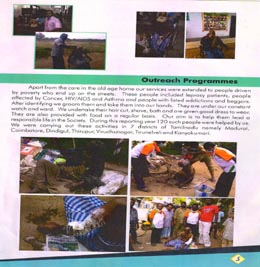 Outreach Programmes
Apart from the care in the old age home our services were extended to people driven
by poverty who end up on the streets. These people included leprosy patients, people
affected by Cancer, HIV/AIDS and Asthma and people with listed addictions and beggars.
After identifying we groom them and take them into our hands. They are under our constant
watch and ward. We undertake their hair-cut, shave, bath and are given good dress to wear.
They are also provided with food on a regular basis. Our aim is to help them lead a
responsible life in the Society. During this reporting year 120 such people were helped by us.
We were carrying out these activities in 7 districts of Tamilnadu namely Madurai,
Coimbatore, Dindigul, Thirupur, Virudhunagar, Tirunelveli and Kanyakumari.
5